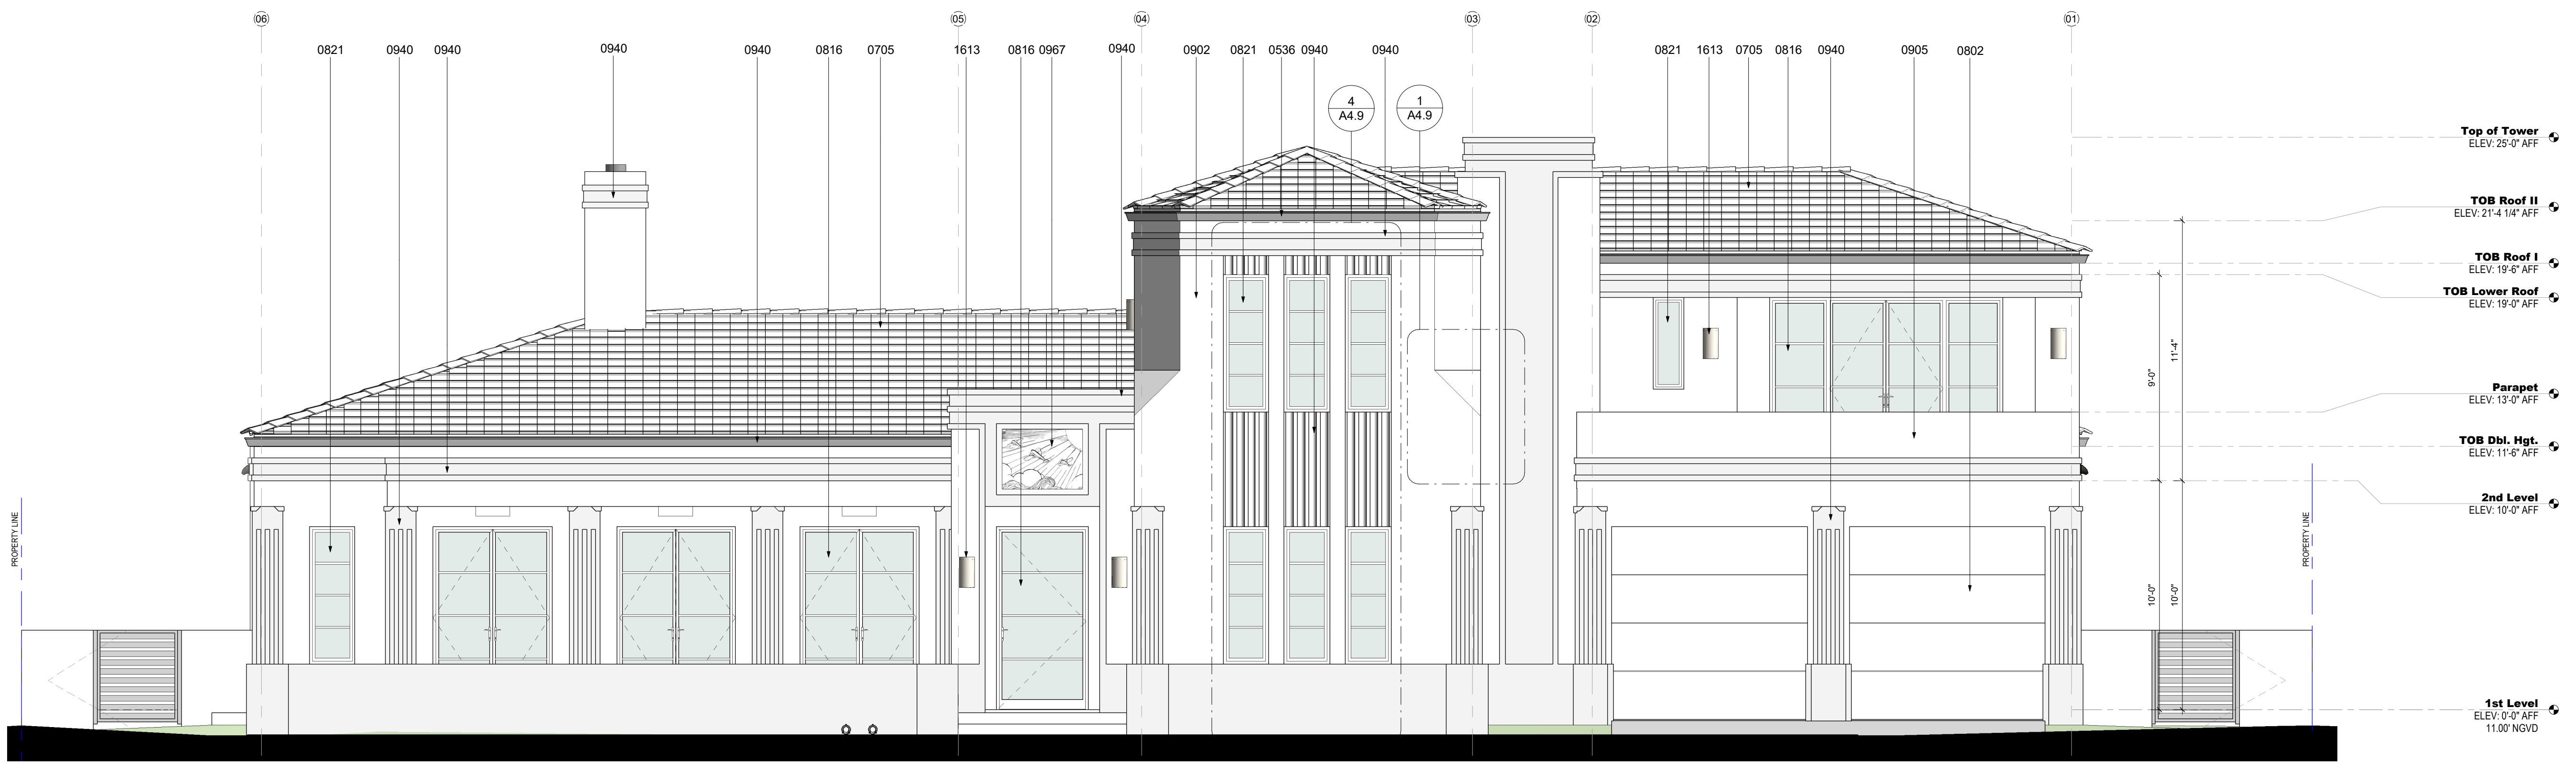 06 05 04 03 02 01
0821 0940 0940 0940 0940 0816 0705 1613 0816 0967 0940 0902 0821 0536 0940 0940 0821 1613 0705 0816 0940 0905 0802
4
A4.9
1
A4.9
Top of Tower
ELEV: 25'-0" AFF
TOB Roof II
ELEV: 21'-4 1/4" AFF
TOB Roof I
ELEV: 19'-6" AFF
TOB Lower Roof
ELEV: 19'-0" AFF
11'-4"
9'-0"
Parapet
ELEV: 13'-0" AFF
TOB Dbl. Hgt.
ELEV: 11'-6" AFF
2nd Level
ELEV: 10'-0" AFF
PROPERTY LINE
PROPERTY LINE
10'-0"
10'-0"
1st Level
ELEV: 0'-0" AFF
11.00' NGVD